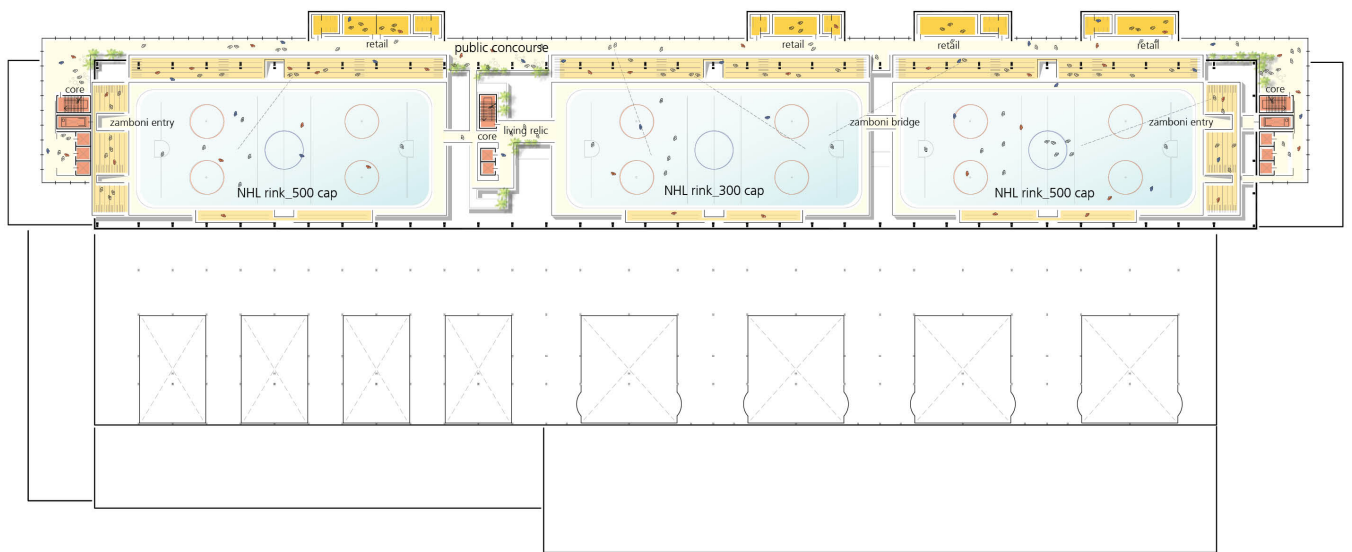 retail
public concourse
retail
retail
retail
core
core
zamboni entry
core
living relic
zamboni bridge
zamboni entry
NHL rink_500 cap
NHL rink_300 cap
NHL rink_500 cap